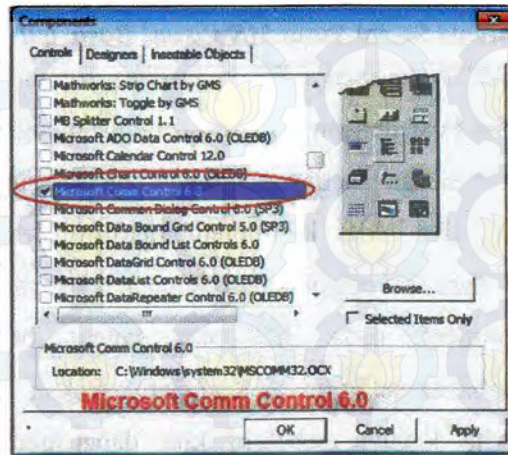 Components
Controls
Designers
Insertable Objects
Mathworks: Strip Chart by GMS
Mathworks: Toggle by GMS
MB Splitter Control 1.1
Microsoft ADO Data Control 6.0 (OLEDB)
Microsoft Calendar Control 12.0
Microsoft Chart Control 6.0 (OLEDB)
Microsoft Comm Control 6.0
Microsoft Common Dialog Control 6.0 (SP3)
Microsoft Data Bound Grid Control 5.0 (SP3)
Microsoft Data Bound List Controls 6.0
Microsoft DataGrid Control 6.0 (OLEDB)
Microsoft DataList Controls 6.0 (OLEDB)
Microsoft DataRepeater Control 6.0 (OLEDB)
Browse...
Selected Items Only
Microsoft Comm Control 6.0
Location: C:\Windows\system32\MSCOMM32.OCX
Microsoft Comm Control 6.0
OK
Cancel
Apply